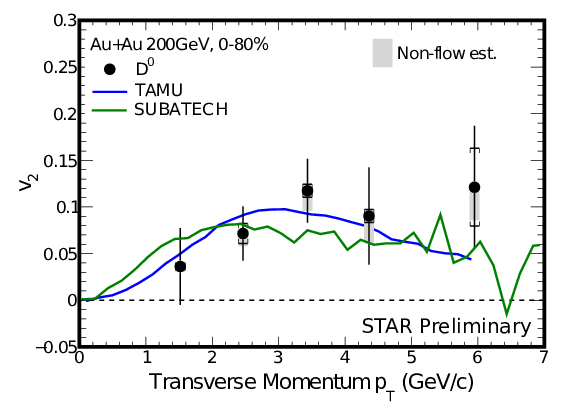 0.3
0.25
0.2
0.15
0.1
0.05
0
−0.05
v2
Au+Au 200GeV, 0-80%
D0
TAMU
SUBATECH
Non-flow est.
STAR Preliminary
0 1 2 3 4 5 6 7
Transverse Momentum pT (GeV/c)